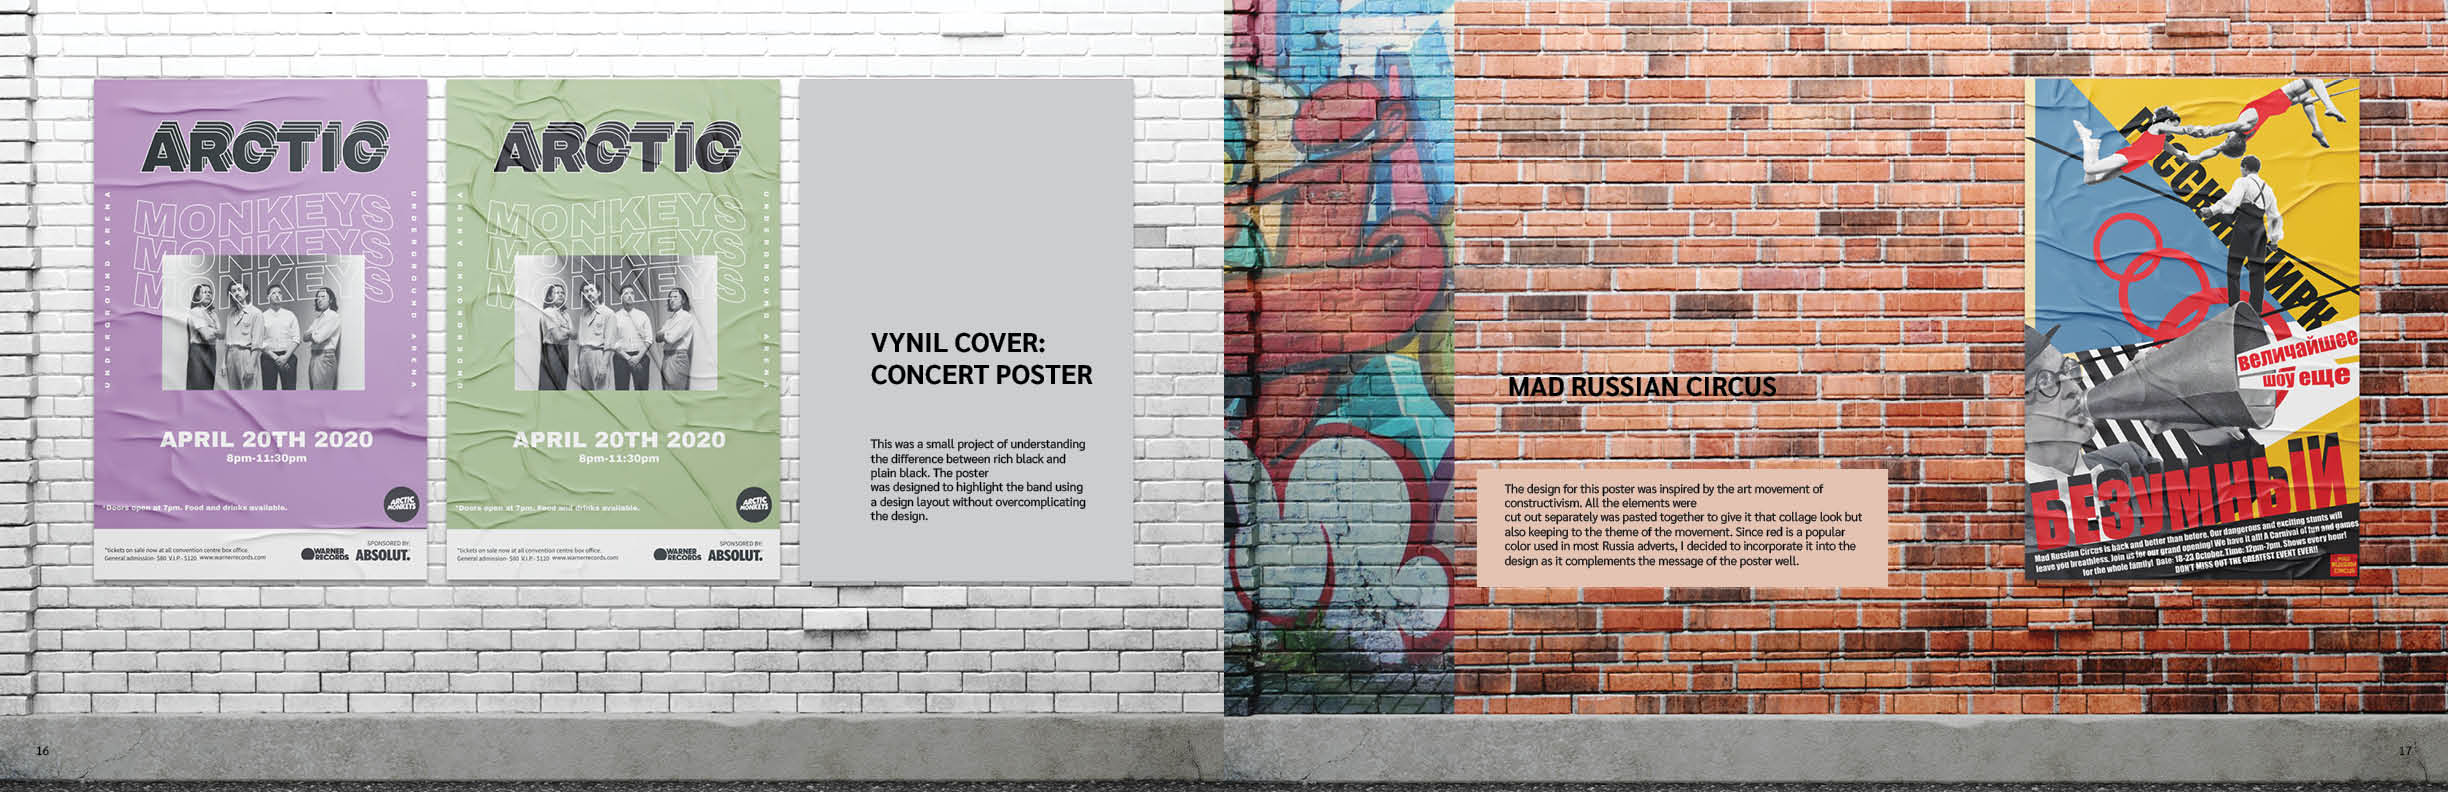 ARCTIC
MONKEYS
MONKEYS
MONKEYS
UNDERGROUND ARENA
UNDERGROUND ARENA
APRIL 20TH 2020
8pm-11:30pm
*Doors open at 7pm. Food and drinks available.
ARCTIC
MONKEYS
*tickets on sale now at all convention centre box office.
General admission- $80 V.I.P.- $120 www.warnerrecords.com
WARNER
RECORDS
SPONSORED BY:
ABSOLUT.
ARCTIC
MONKEYS
MONKEYS
MONKEYS
UNDERGROUND ARENA
UNDERGROUND ARENA
APRIL 20TH 2020
8pm-11:30pm
*Doors open at 7pm. Food and drinks available.
ARCTIC
MONKEYS
*tickets on sale now at all convention centre box office.
General admission- $80 V.I.P.- $120 www.warnerrecords.com
WARNER
RECORDS
SPONSORED BY:
ABSOLUT.
VYNIL COVER:
CONCERT POSTER
This was a small project of understanding
the difference between rich black and
plain black. The poster
was designed to highlight the band using
a design layout without overcomplicating
the design.
16
MAD RUSSIAN CIRCUS
The design for this poster was inspired by the art movement of
constructivism. All the elements were
cut out separately was pasted together to give it that collage look but
also keeping to the theme of the movement. Since red is a popular
color used in most Russia adverts, I decided to incorporate it into the
design as it complements the message of the poster well.
величайшее
шоу еще
БЕЗУМНЫЙ
Mad Russian Circus is back and better than before. Our dangerous and exciting stunts will
leave you breathless. Join us for our grand opening! We have it all! A Carnival of fun and games
for the whole family! Date: 18-23 October. Time: 12pm-7pm. Shows every hour!
DON'T MISS OUT THE GREATEST EVENT EVER!!
MAD
RUSSIAN
CIRCUS
17